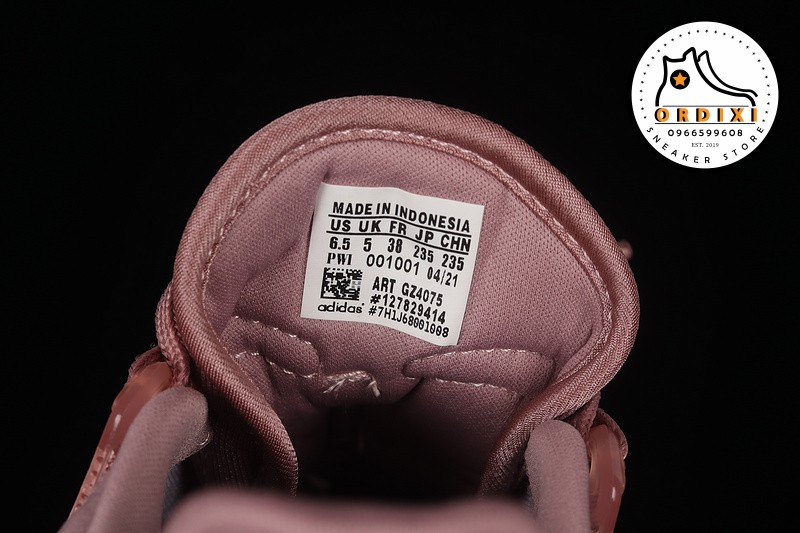 ORDIXI
0966599608
EST. 2019
SNEAKER STORE
MADE IN INDONESIA
US UK FR JP CHN
6.5 5 38 235 235
PWI 001001 04/21
ART GZ4075
#127829414
adidas. #7H1J68001008